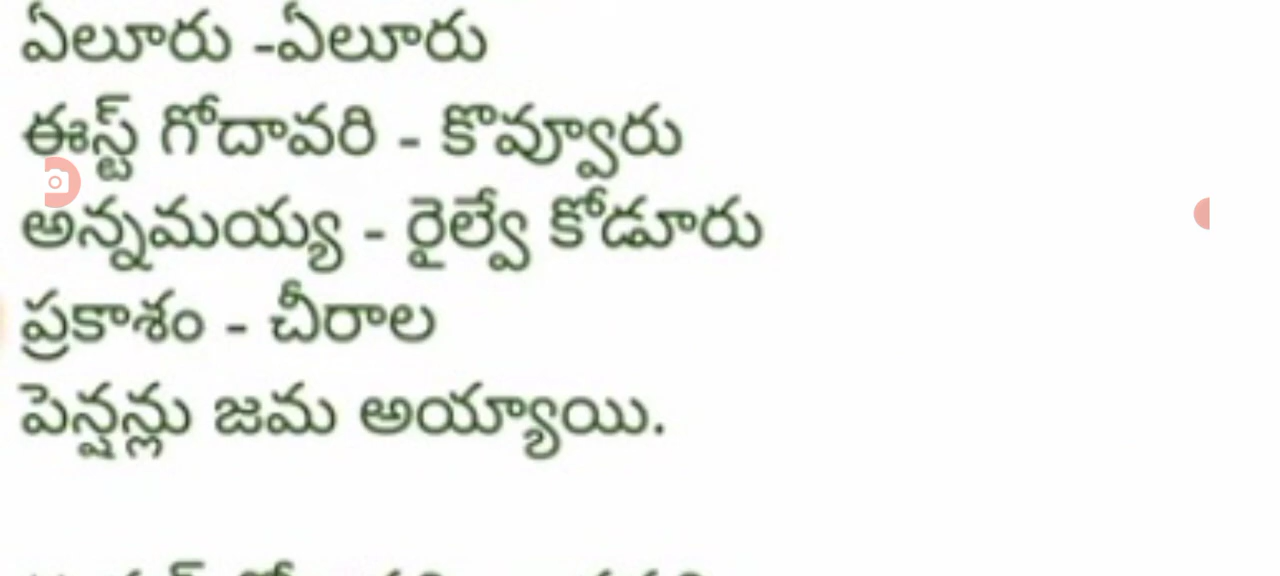 ఏలూరు -ఏలూరు
ఈస్ట్ గోదావరి - కొవ్వూరు
అన్నమయ్య - రైల్వే కోడూరు
ప్రకాశం - చీరాల
పెన్షన్లు జమ అయ్యాయి.